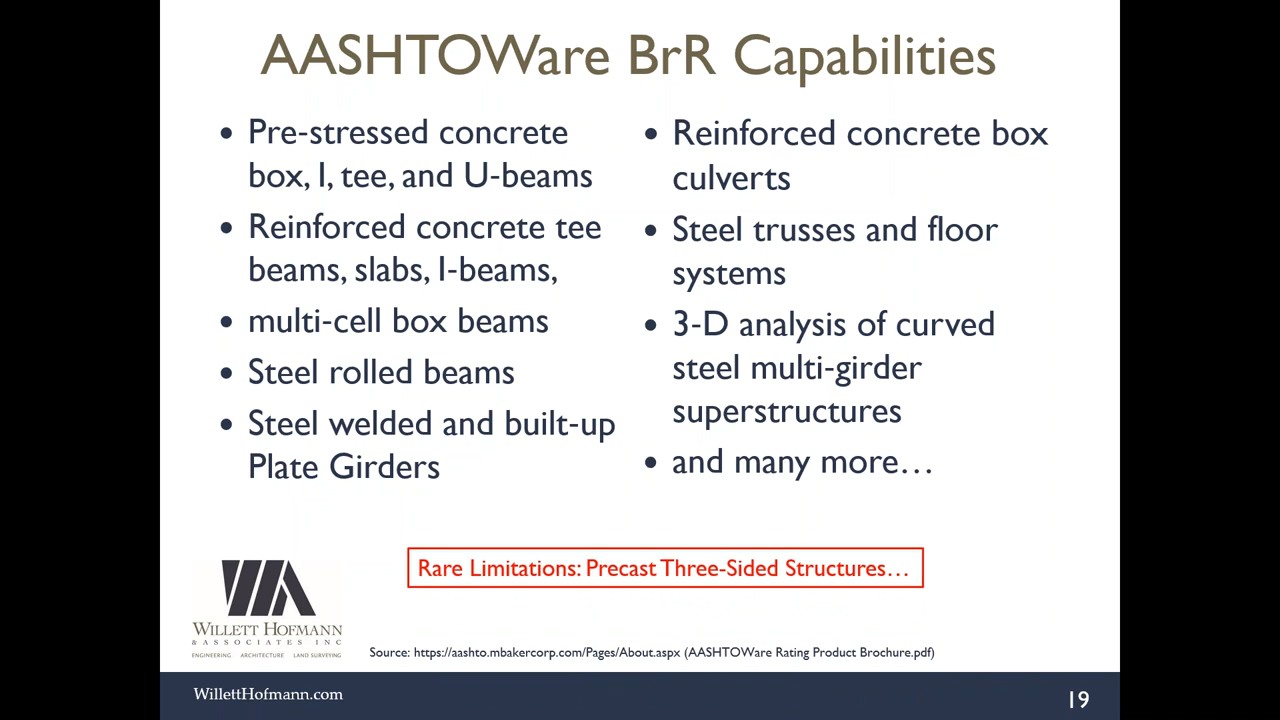 AASHTOWare BrR Capabilities
• Pre-stressed concrete
box, I, tee, and U-beams
• Reinforced concrete tee
beams, slabs, I-beams,
• multi-cell box beams
• Steel rolled beams
• Steel welded and built-up
Plate Girders
• Reinforced concrete box
culverts
• Steel trusses and floor
systems
• 3-D analysis of curved
steel multi-girder
superstructures
• and many more…
Rare Limitations: Precast Three-Sided Structures…
WILLETT HOFMANN
& ASSOCIATES INC
ENGINEERING ARCHITECTURE LAND SURVEYING
Source: https://aashto.mbakercorp.com/Pages/About.aspx (AASHTOWare Rating Product Brochure.pdf)
WillettHofmann.com
19